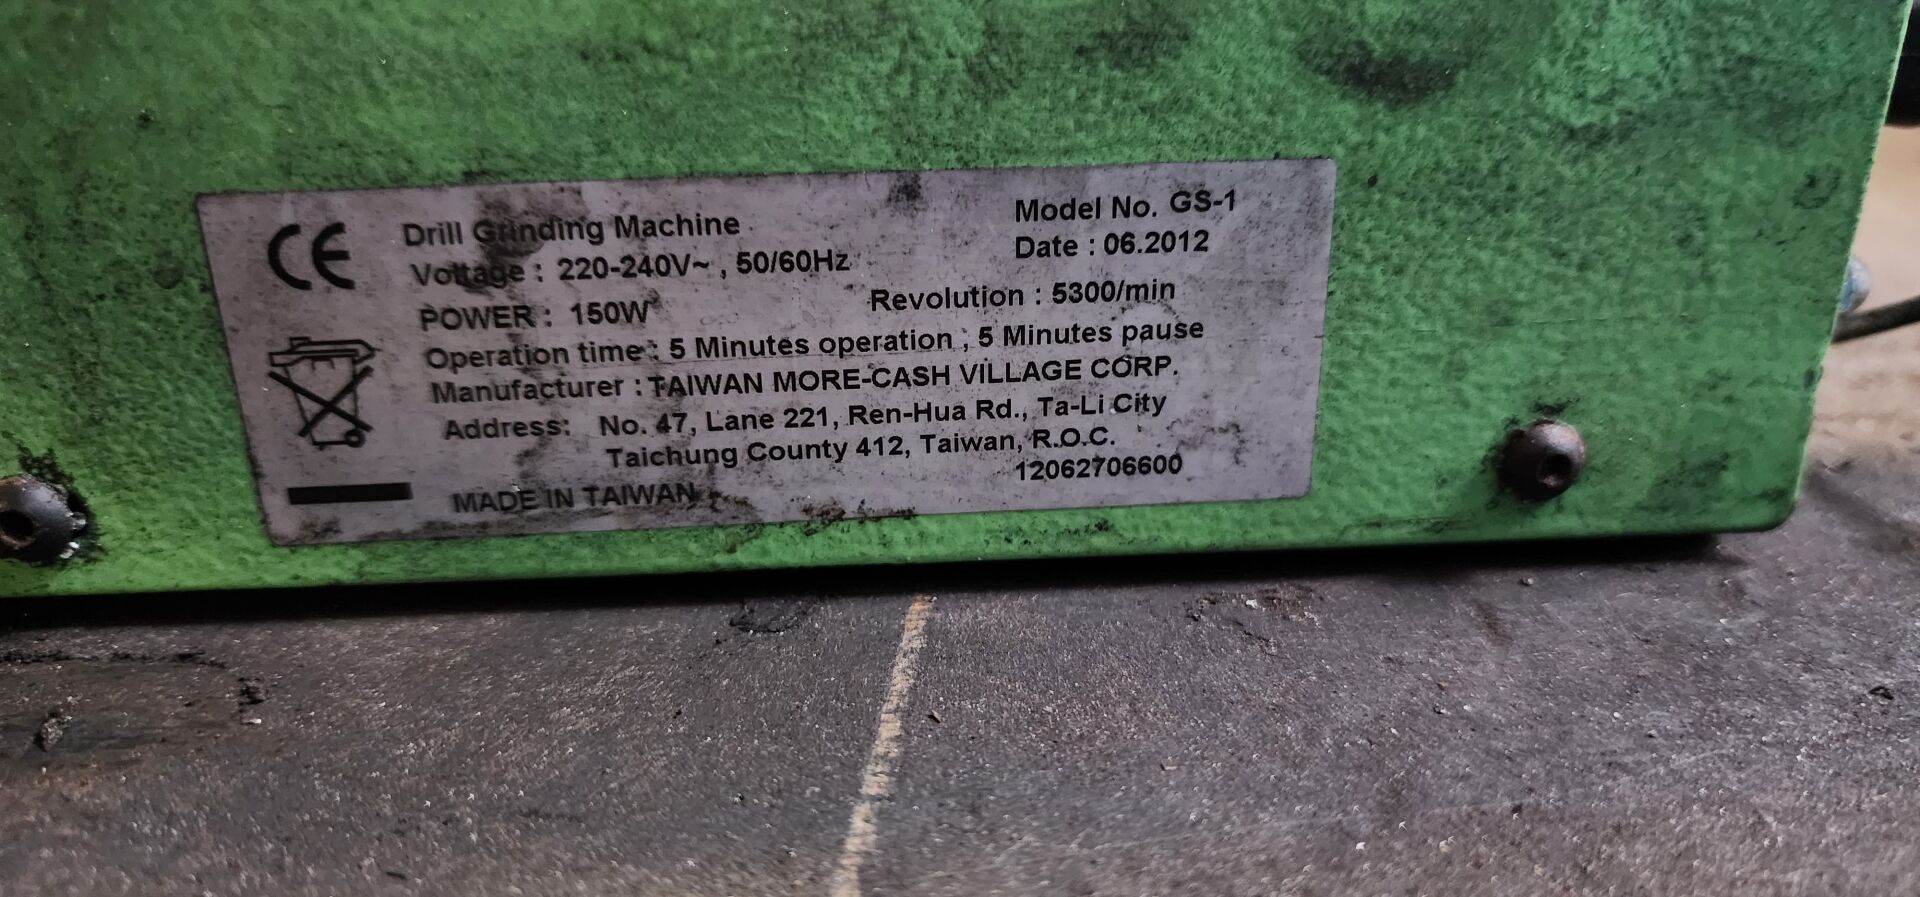 CE
Drill Grinding Machine
Model No. GS-1
Voltage : 220-240V~ , 50/60Hz
Date : 06.2012
POWER : 150W
Revolution : 5300/min
Operation time : 5 Minutes operation ; 5 Minutes pause
Manufacturer : TAIWAN MORE-CASH VILLAGE CORP.
Address: No. 47, Lane 221, Ren-Hua Rd., Ta-Li City
Taichung County 412, Taiwan, R.O.C.
12062706600
MADE IN TAIWAN